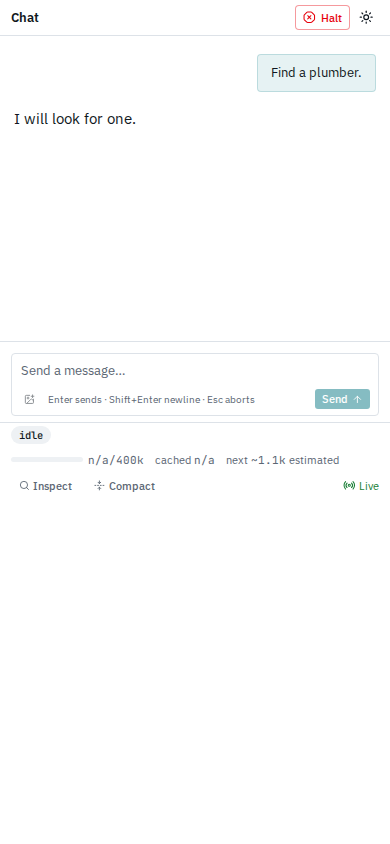 Chat
Halt
Find a plumber.
I will look for one.
Send a message...
Enter sends · Shift+Enter newline · Esc aborts
Send
idle
n/a/400k cached n/a next ~1.1k estimated
Inspect Compact Live